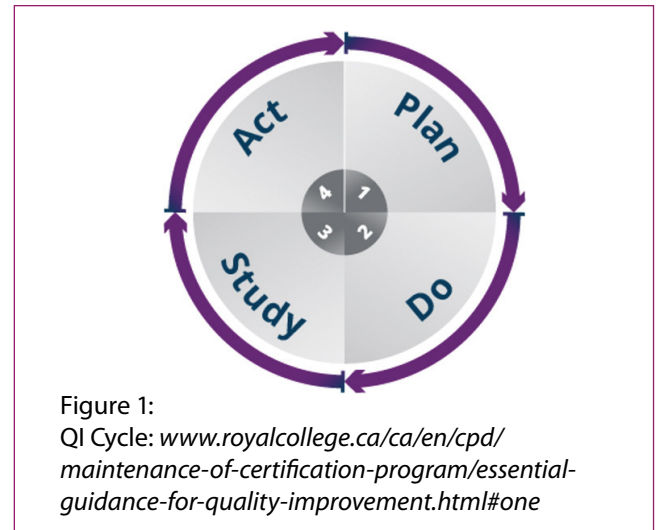 Act
Plan
4
1
3
2
Study
Do
Figure 1:
QI Cycle: www.royalcollege.ca/ca/en/cpd/
maintenance-of-certification-program/essential-
guidance-for-quality-improvement.html#one